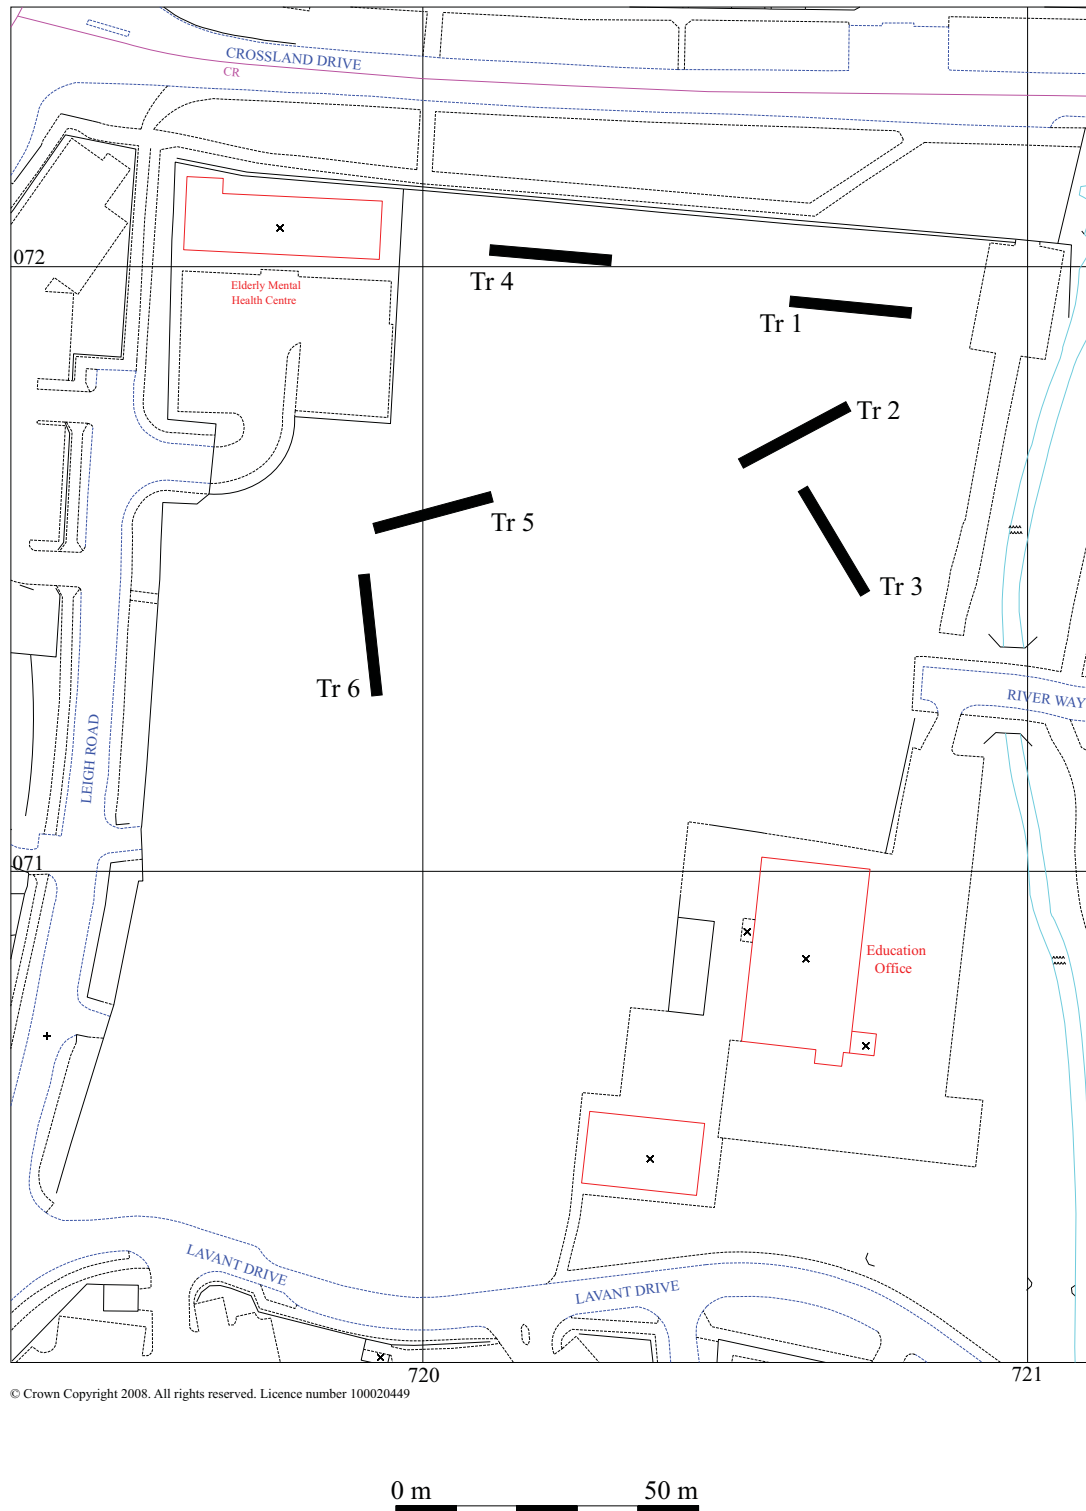 CROSSLAND DRIVE
CR
072
Elderly Mental
Health Centre
Tr 4
Tr 1
Tr 2
Tr 5
Tr 3
Tr 6
RIVER WAY
LEIGH ROAD
071
Education
Office
LAVANT DRIVE
LAVANT DRIVE
720
721
© Crown Copyright 2008. All rights reserved. Licence number 100020449
0 m 50 m